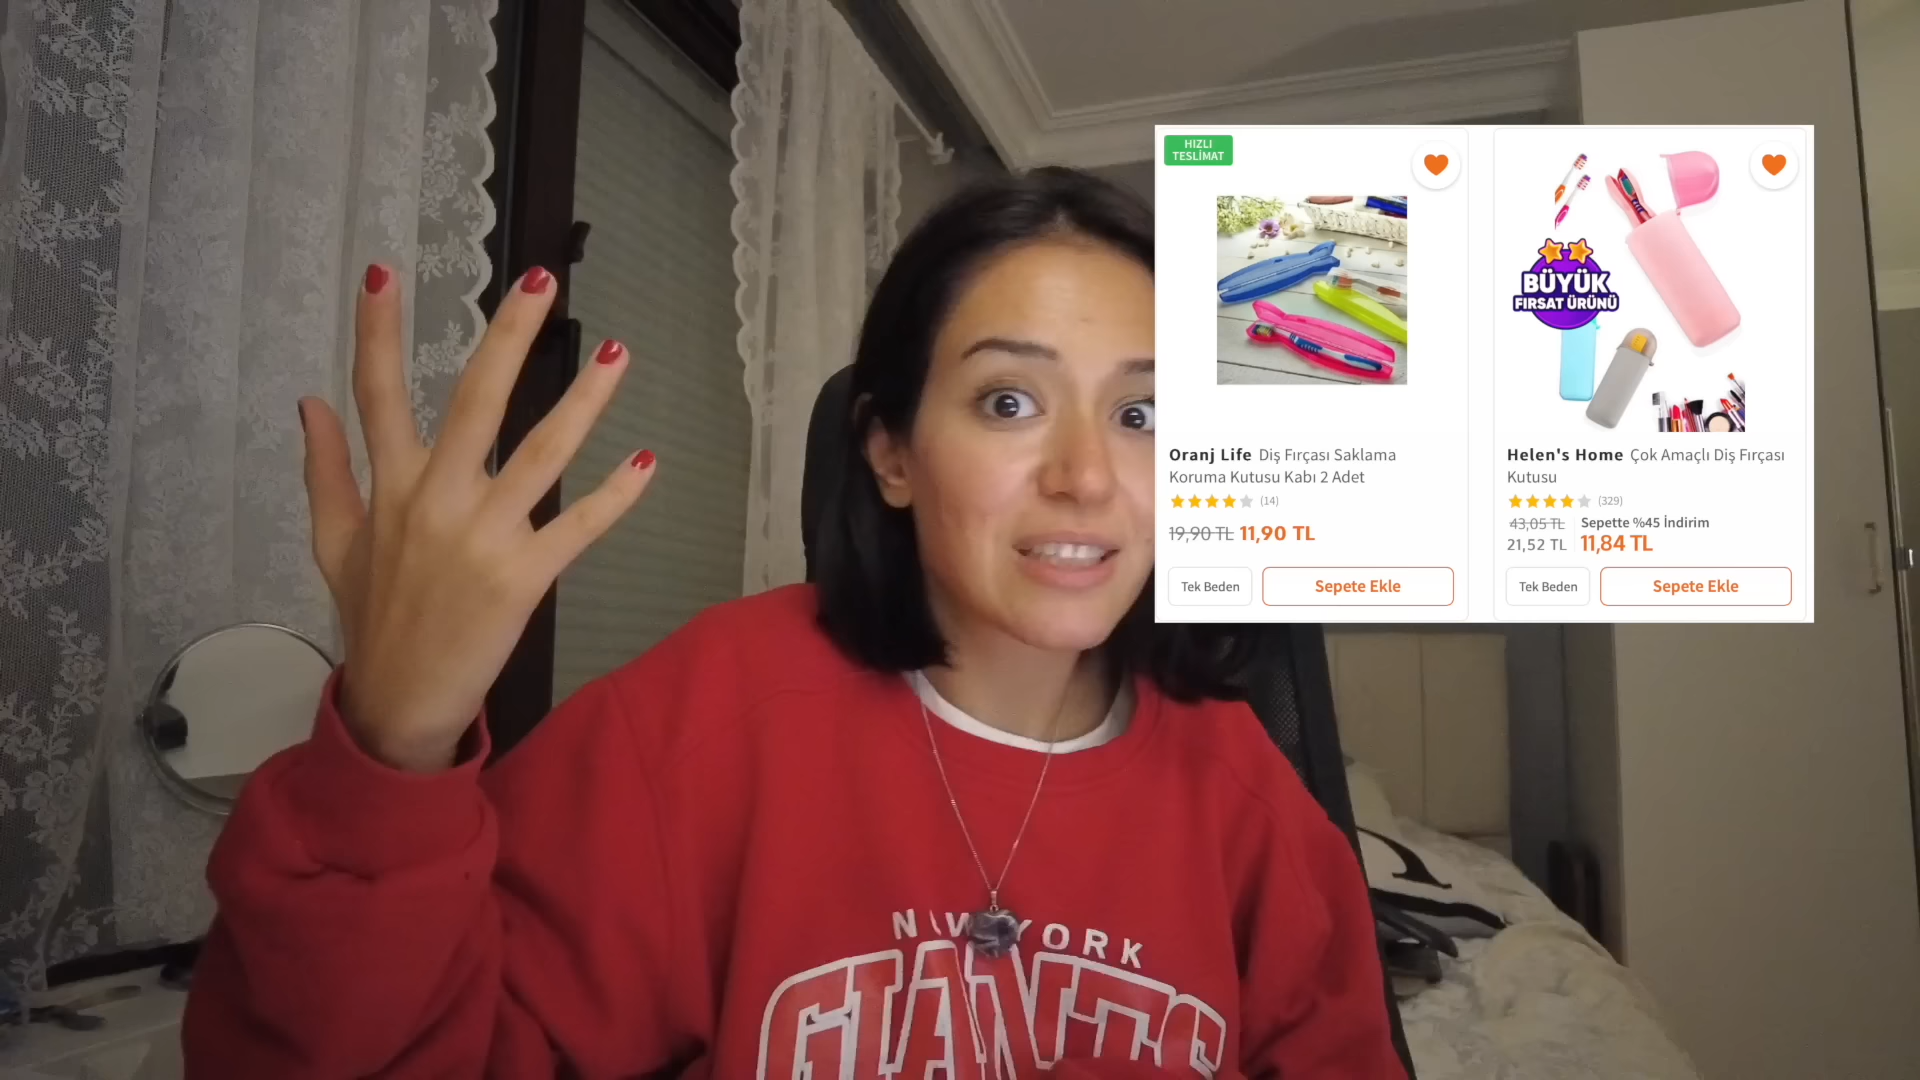 HIZLI
TESLİMAT
Oranj Life Diş Fırçası Saklama
Koruma Kutusu Kabı 2 Adet
(14)
19,90 TL 11,90 TL
Tek Beden
Sepete Ekle
BÜYÜK
FIRSAT ÜRÜNÜ
Helen's Home Çok Amaçlı Diş Fırçası
Kutusu
(329)
43,05 TL Sepette %45 İndirim
21,52 TL 11,84 TL
Tek Beden
Sepete Ekle
NEW YORK
GIANTS